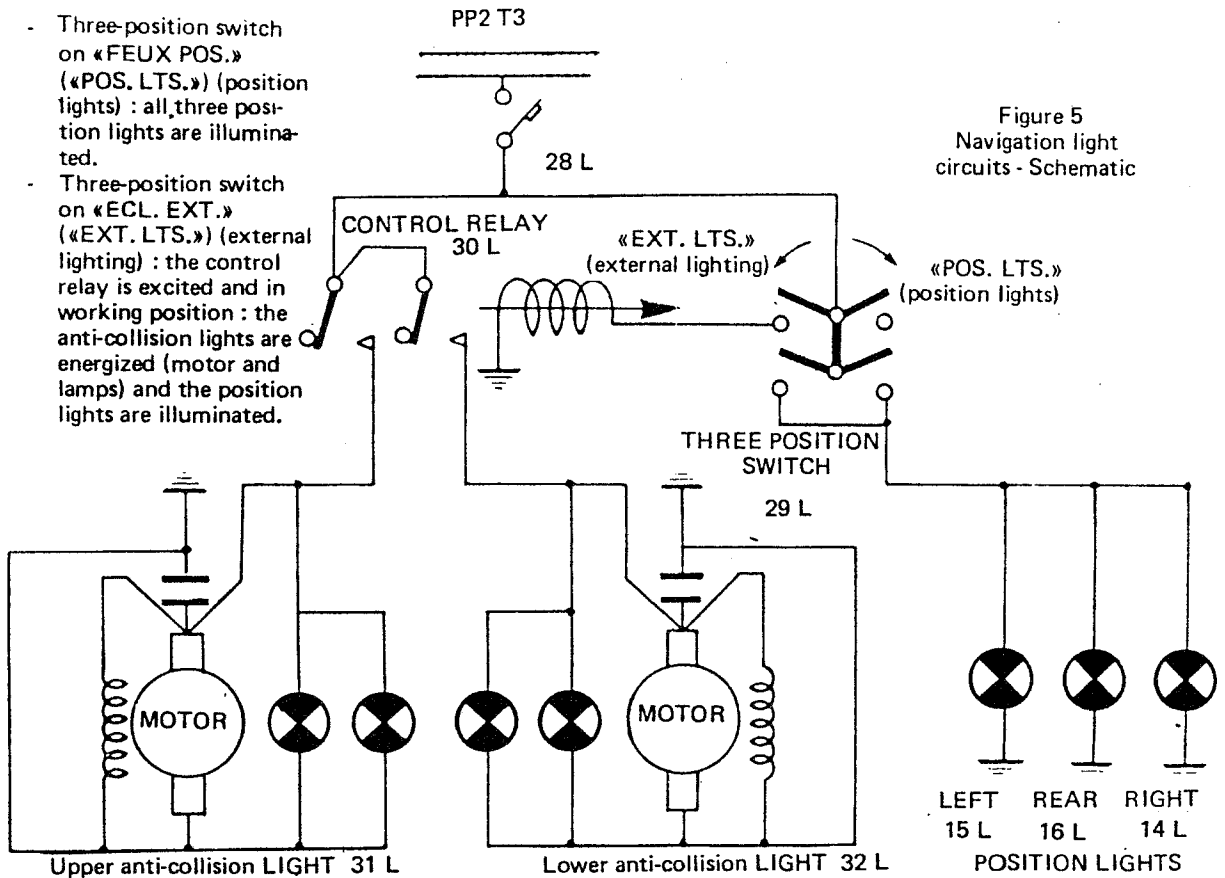 - Three-position switch
on «FEUX POS.»
(«POS. LTS.») (position
lights) : all three posi-
tion lights are illumina-
ted.
- Three-position switch
on «ECL. EXT.»
(«EXT. LTS.») (external
lighting) : the control
relay is excited and in
working position : the
anti-collision lights are
energized (motor and
lamps) and the position
lights are illuminated.
PP2 T3
28 L
Figure 5
Navigation light
circuits - Schematic
CONTROL RELAY
30 L
«EXT. LTS.»
(external lighting)
«POS. LTS.»
(position lights)
THREE POSITION
SWITCH
29 L
MOTOR
MOTOR
LEFT
15 L
REAR
16 L
RIGHT
14 L
Upper anti-collision LIGHT 31 L
Lower anti-collision LIGHT 32 L
POSITION LIGHTS